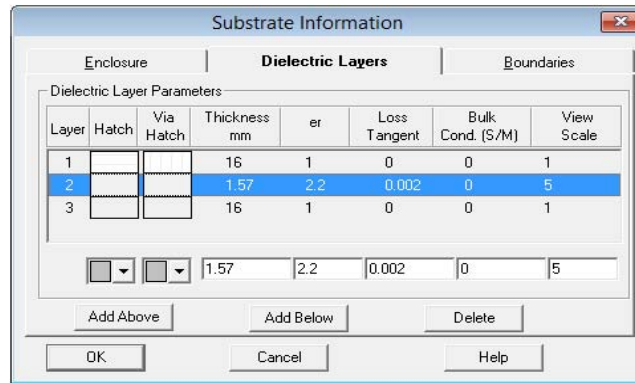 Substrate Information
Enclosure Dielectric Layers Boundaries
Dielectric Layer Parameters
Layer Hatch Via Hatch Thickness mm er Loss Tangent Bulk Cond. (S/M) View Scale
1 16 1 0 0 1
2 1.57 2.2 0.002 0 5
3 16 1 0 0 1
1.57 2.2 0.002 0 5
Add Above Add Below Delete
OK Cancel Help